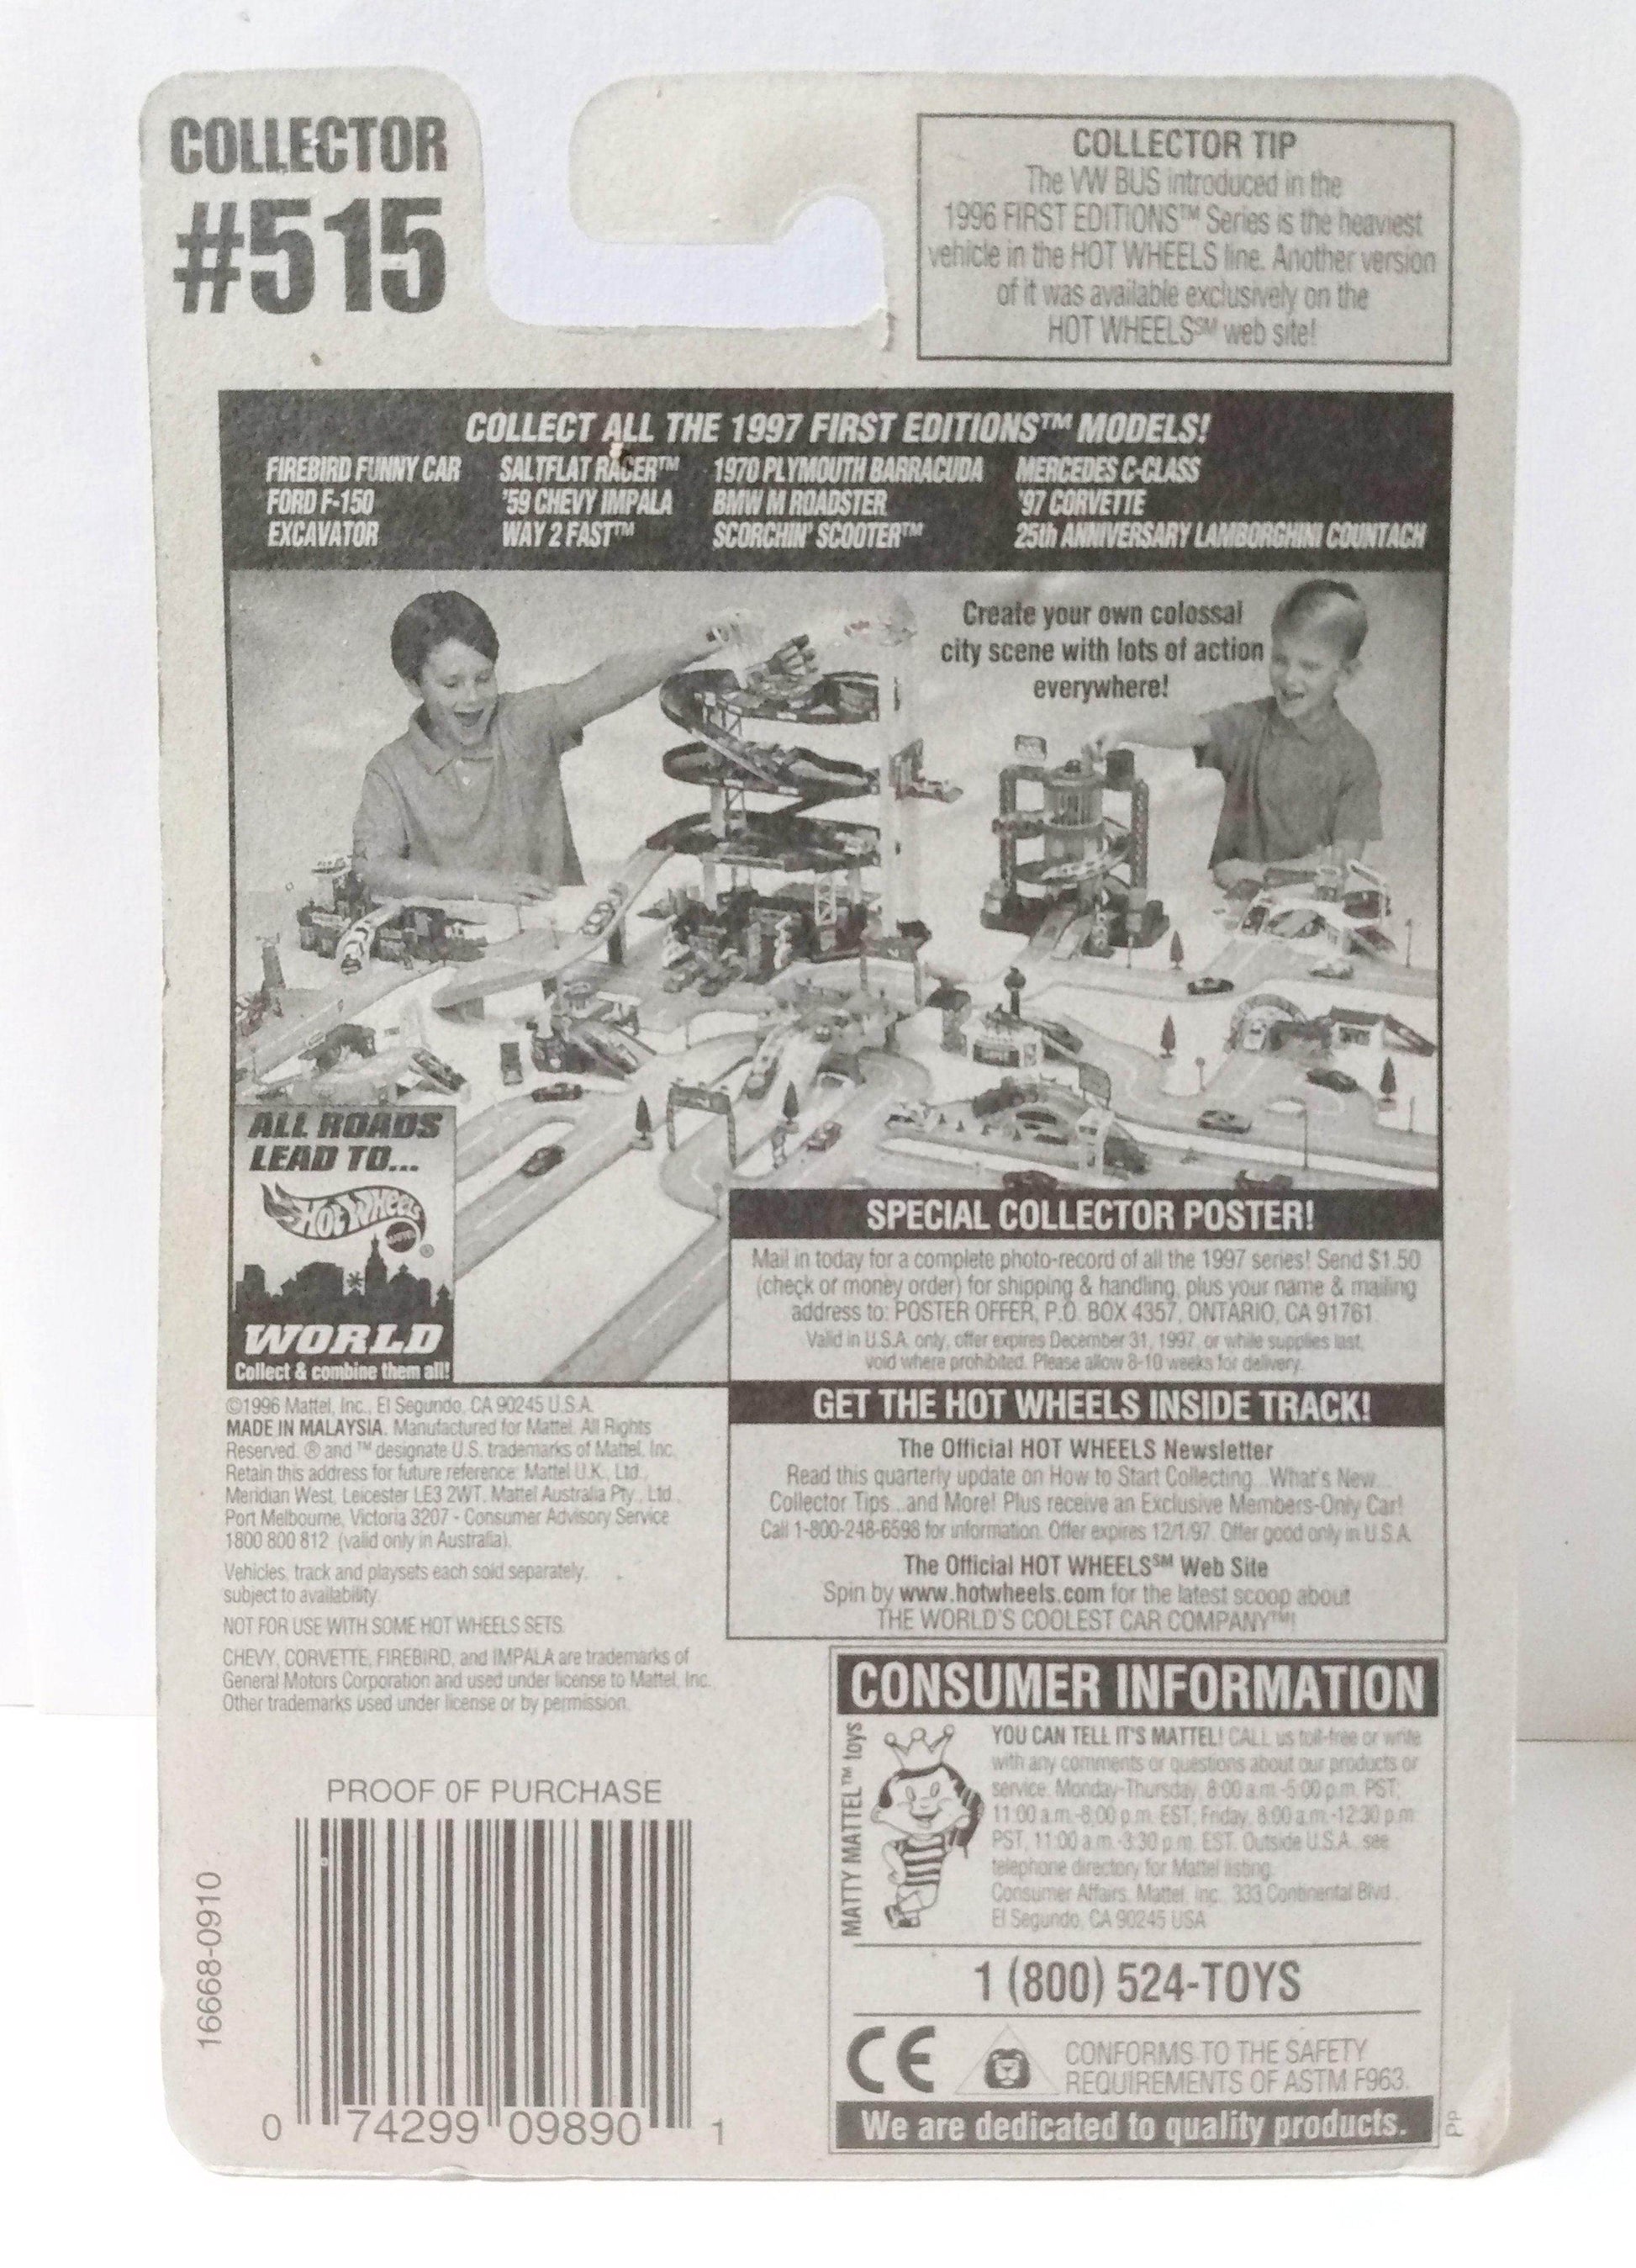 COLLECTOR
#515
COLLECTOR TIP
The VW BUS introduced in the
1996 FIRST EDITIONS™ Series is the heaviest
vehicle in the HOT WHEELS line. Another version
of it was available exclusively on the
HOT WHEELS℠ web site!
COLLECT ALL THE 1997 FIRST EDITIONS™ MODELS!
FIREBIRD FUNNY CAR SALTFLAT RACER™ 1970 PLYMOUTH BARRACUDA MERCEDES C-CLASS
FORD F-150 '59 CHEVY IMPALA BMW M ROADSTER '97 CORVETTE
EXCAVATOR WAY 2 FAST™ SCORCHIN' SCOOTER™ 25th ANNIVERSARY LAMBORGHINI COUNTACH
Create your own colossal
city scene with lots of action
everywhere!
ALL ROADS
LEAD TO...
HOT WHEELS
MATTEL
®
WORLD
Collect & combine them all!
SPECIAL COLLECTOR POSTER!
Mail in today for a complete photo-record of all the 1997 series! Send $1.50
(check or money order) for shipping & handling, plus your name & mailing
address to: POSTER OFFER, P.O. BOX 4357, ONTARIO, CA 91761
Valid in U.S.A. only, offer expires December 31, 1997, or while supplies last,
void where prohibited. Please allow 8-10 weeks for delivery.
GET THE HOT WHEELS INSIDE TRACK!
The Official HOT WHEELS Newsletter
Read this quarterly update on How to Start Collecting...What's New...
Collector Tips...and More! Plus receive an Exclusive Members-Only Car!
Call 1-800-248-6598 for information. Offer expires 12/1/97. Offer good only in U.S.A.
The Official HOT WHEELS℠ Web Site
Spin by www.hotwheels.com for the latest scoop about
THE WORLD'S COOLEST CAR COMPANY™!
©1996 Mattel, Inc., El Segundo, CA 90245 U.S.A.
MADE IN MALAYSIA. Manufactured for Mattel. All Rights
Reserved. ® and ™ designate U.S. trademarks of Mattel, Inc.
Retain this address for future reference: Mattel U.K., Ltd.,
Meridian West, Leicester LE3 2WT. Mattel Australia Pty., Ltd.,
Port Melbourne, Victoria 3207 - Consumer Advisory Service
1800 800 812 (valid only in Australia).
Vehicles, track and playsets each sold separately,
subject to availability.
NOT FOR USE WITH SOME HOT WHEELS SETS.
CHEVY, CORVETTE, FIREBIRD, and IMPALA are trademarks of
General Motors Corporation and used under license to Mattel, Inc.
Other trademarks used under license or by permission.
CONSUMER INFORMATION
MATTY MATTEL™ toys
YOU CAN TELL IT'S MATTEL! CALL us toll-free or write
with any comments or questions about our products or
service. Monday-Thursday, 8:00 a.m.-5:00 p.m. PST;
11:00 a.m.-8:00 p.m. EST; Friday, 8:00 a.m.-12:30 p.m.
PST, 11:00 a.m.-3:30 p.m. EST. Outside U.S.A., see
telephone directory for Mattel listing.
Consumer Affairs, Mattel, Inc., 333 Continental Blvd.,
El Segundo, CA 90245 USA
1 (800) 524-TOYS
CE
CONFORMS TO THE SAFETY
REQUIREMENTS OF ASTM F963.
We are dedicated to quality products.
PP
PROOF OF PURCHASE
16668-0910
0 74299 09890 1